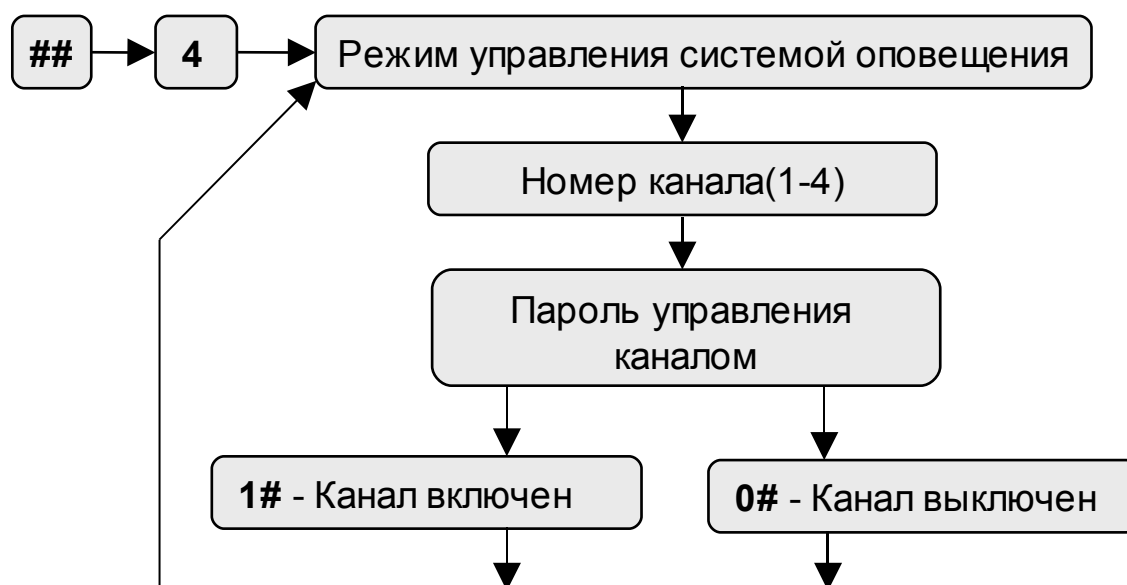 ## 4 Режим управления системой оповещения
Номер канала(1-4)
Пароль управления
каналом
1# - Канал включен 0# - Канал выключен